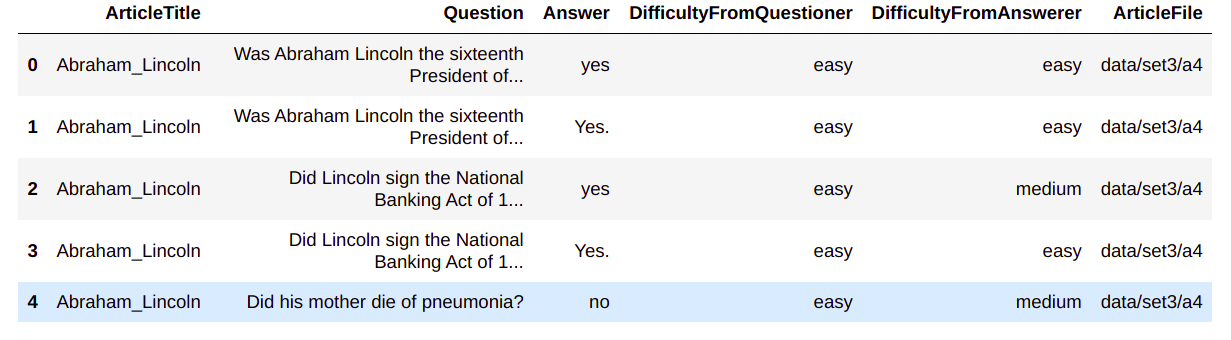 ArticleTitle Question Answer DifficultyFromQuestioner DifficultyFromAnswerer ArticleFile
0 Abraham_Lincoln Was Abraham Lincoln the sixteenth President of... yes easy easy data/set3/a4
1 Abraham_Lincoln Was Abraham Lincoln the sixteenth President of... Yes. easy easy data/set3/a4
2 Abraham_Lincoln Did Lincoln sign the National Banking Act of 1... yes easy medium data/set3/a4
3 Abraham_Lincoln Did Lincoln sign the National Banking Act of 1... Yes. easy easy data/set3/a4
4 Abraham_Lincoln Did his mother die of pneumonia? no easy medium data/set3/a4